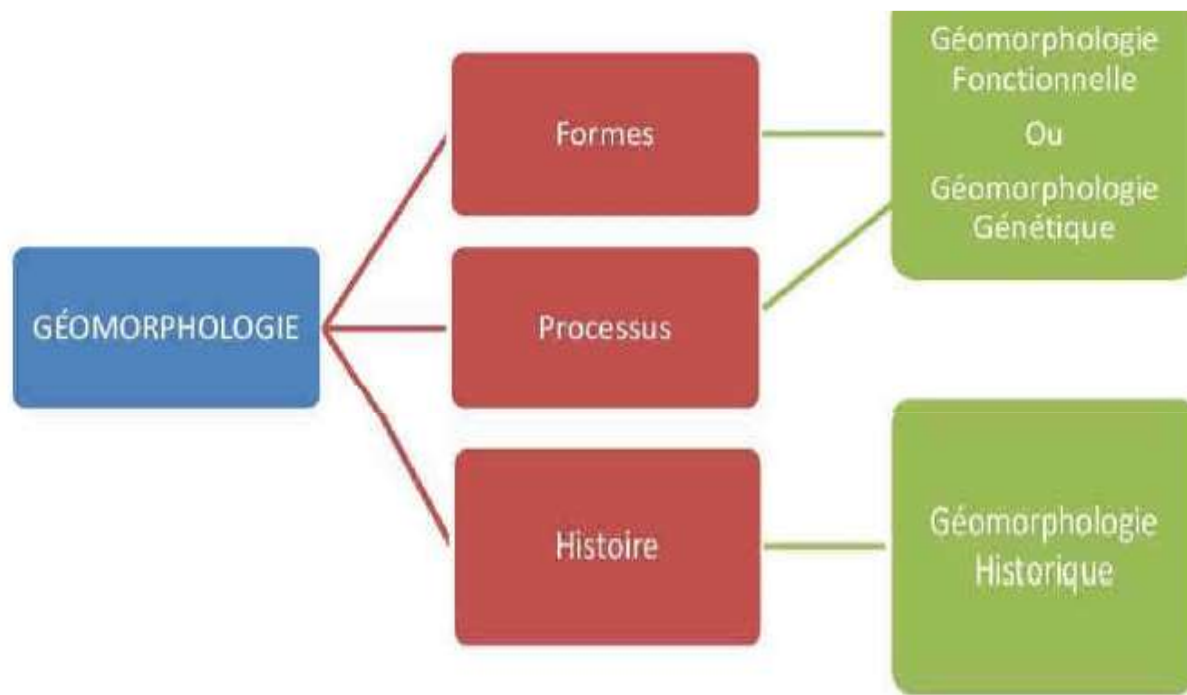 GÉOMORPHOLOGIE
Formes
Processus
Histoire
Géomorphologie
Fonctionnelle
Ou
Géomorphologie
Génétique
Géomorphologie
Historique